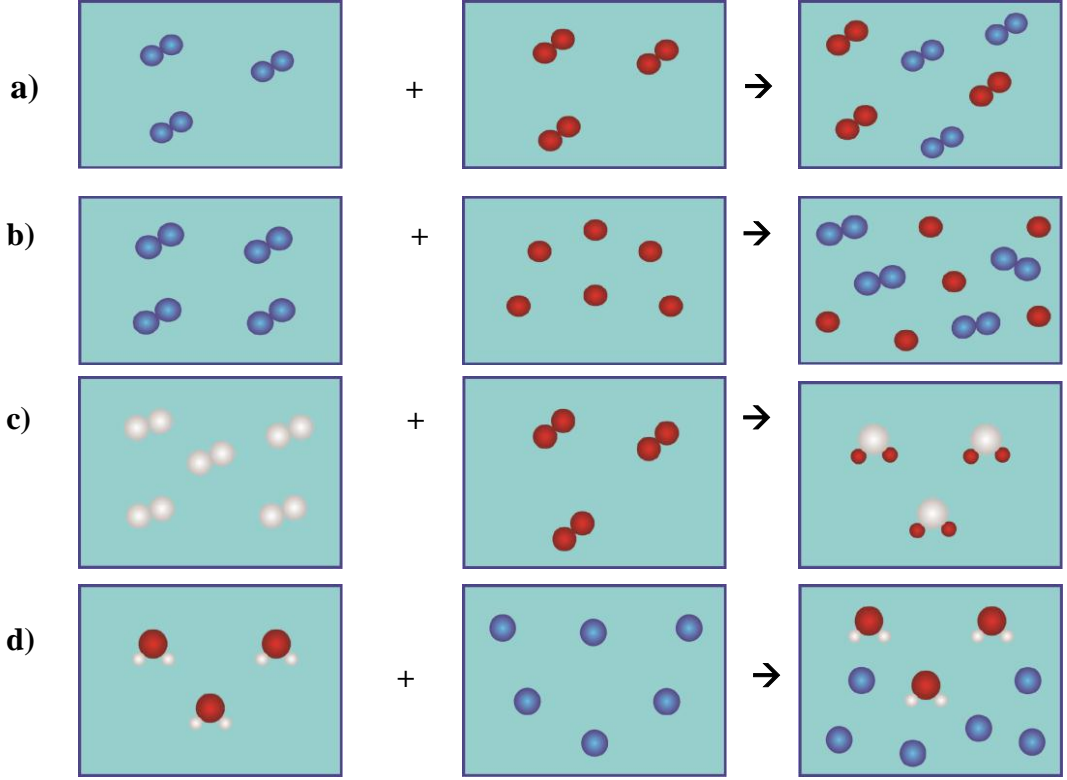 a) + →
b) + →
c) + →
d) + →